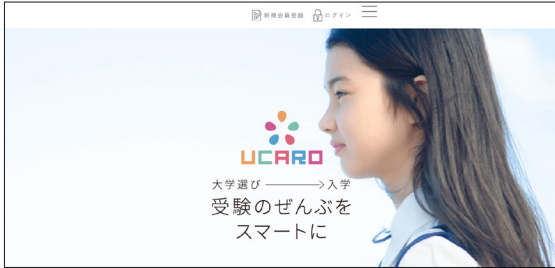 新規会員登録 ログイン
UCARO
大学選び → 入学
受験のぜんぶを
スマートに